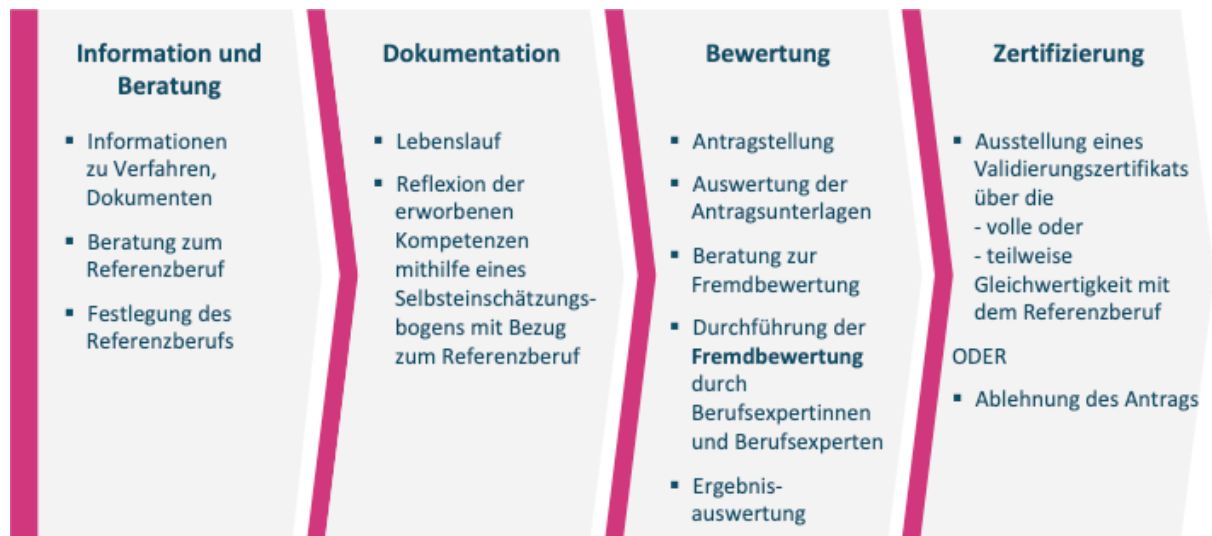 Information und
Beratung
▪ Informationen
zu Verfahren,
Dokumenten
▪ Beratung zum
Referenzberuf
▪ Festlegung des
Referenzberufs
Dokumentation
▪ Lebenslauf
▪ Reflexion der
erworbenen
Kompetenzen
mithilfe eines
Selbsteinschätzungs-
bogens mit Bezug
zum Referenzberuf
Bewertung
▪ Antragstellung
▪ Auswertung der
Antragsunterlagen
▪ Beratung zur
Fremdbewertung
▪ Durchführung der
Fremdbewertung
durch
Berufsexpertinnen
und Berufsexperten
▪ Ergebnis-
auswertung
Zertifizierung
▪ Ausstellung eines
Validierungszertifikats
über die
- volle oder
- teilweise
Gleichwertigkeit mit
dem Referenzberuf
ODER
▪ Ablehnung des Antrags